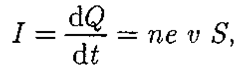 I = dQ/dt = ne v S,